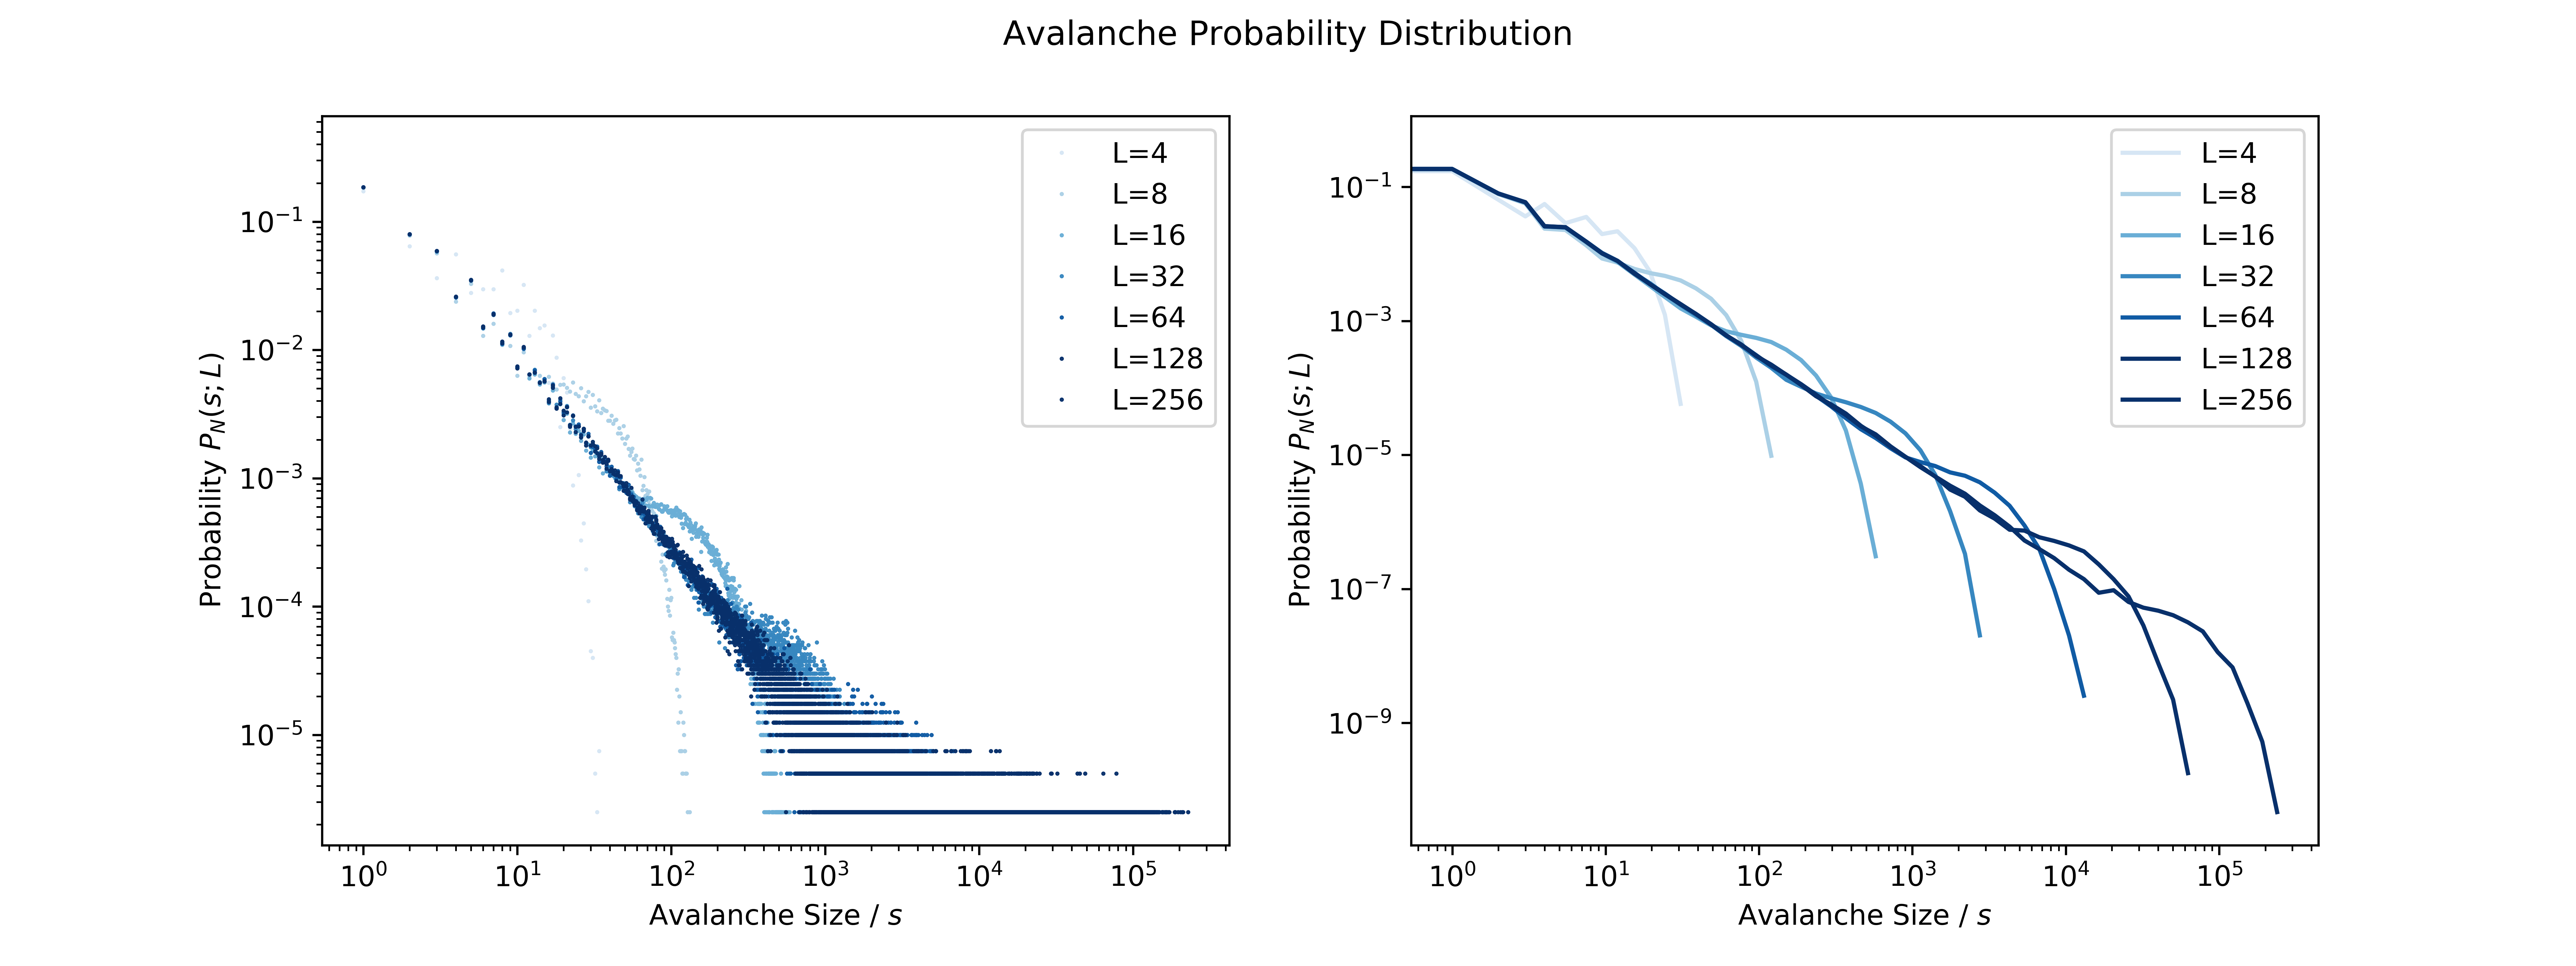 Avalanche Probability Distribution
Probability P_N(s; L)
10^-1
10^-2
10^-3
10^-4
10^-5
10^0 10^1 10^2 10^3 10^4 10^5
Avalanche Size / s
L=4
L=8
L=16
L=32
L=64
L=128
L=256
Probability P_N(s; L)
10^-1
10^-3
10^-5
10^-7
10^-9
10^0 10^1 10^2 10^3 10^4 10^5
Avalanche Size / s
L=4
L=8
L=16
L=32
L=64
L=128
L=256